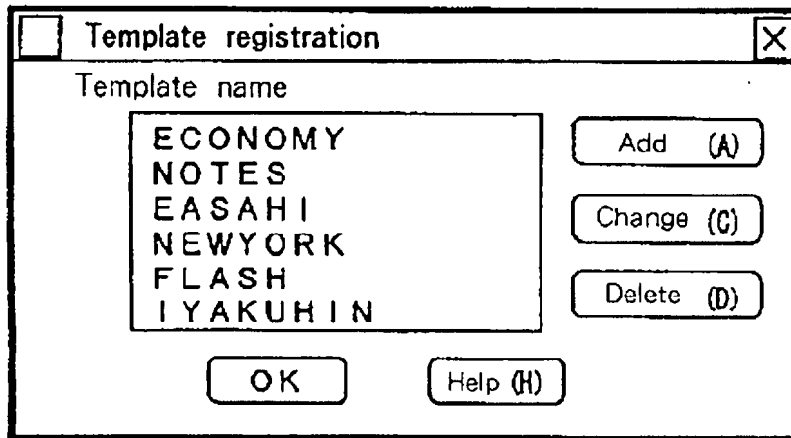 Template registration
Template name
ECONOMY
NOTES
EASAHI
NEWYORK
FLASH
IYAKUHIN
Add (A)
Change (C)
Delete (D)
OK
Help (H)